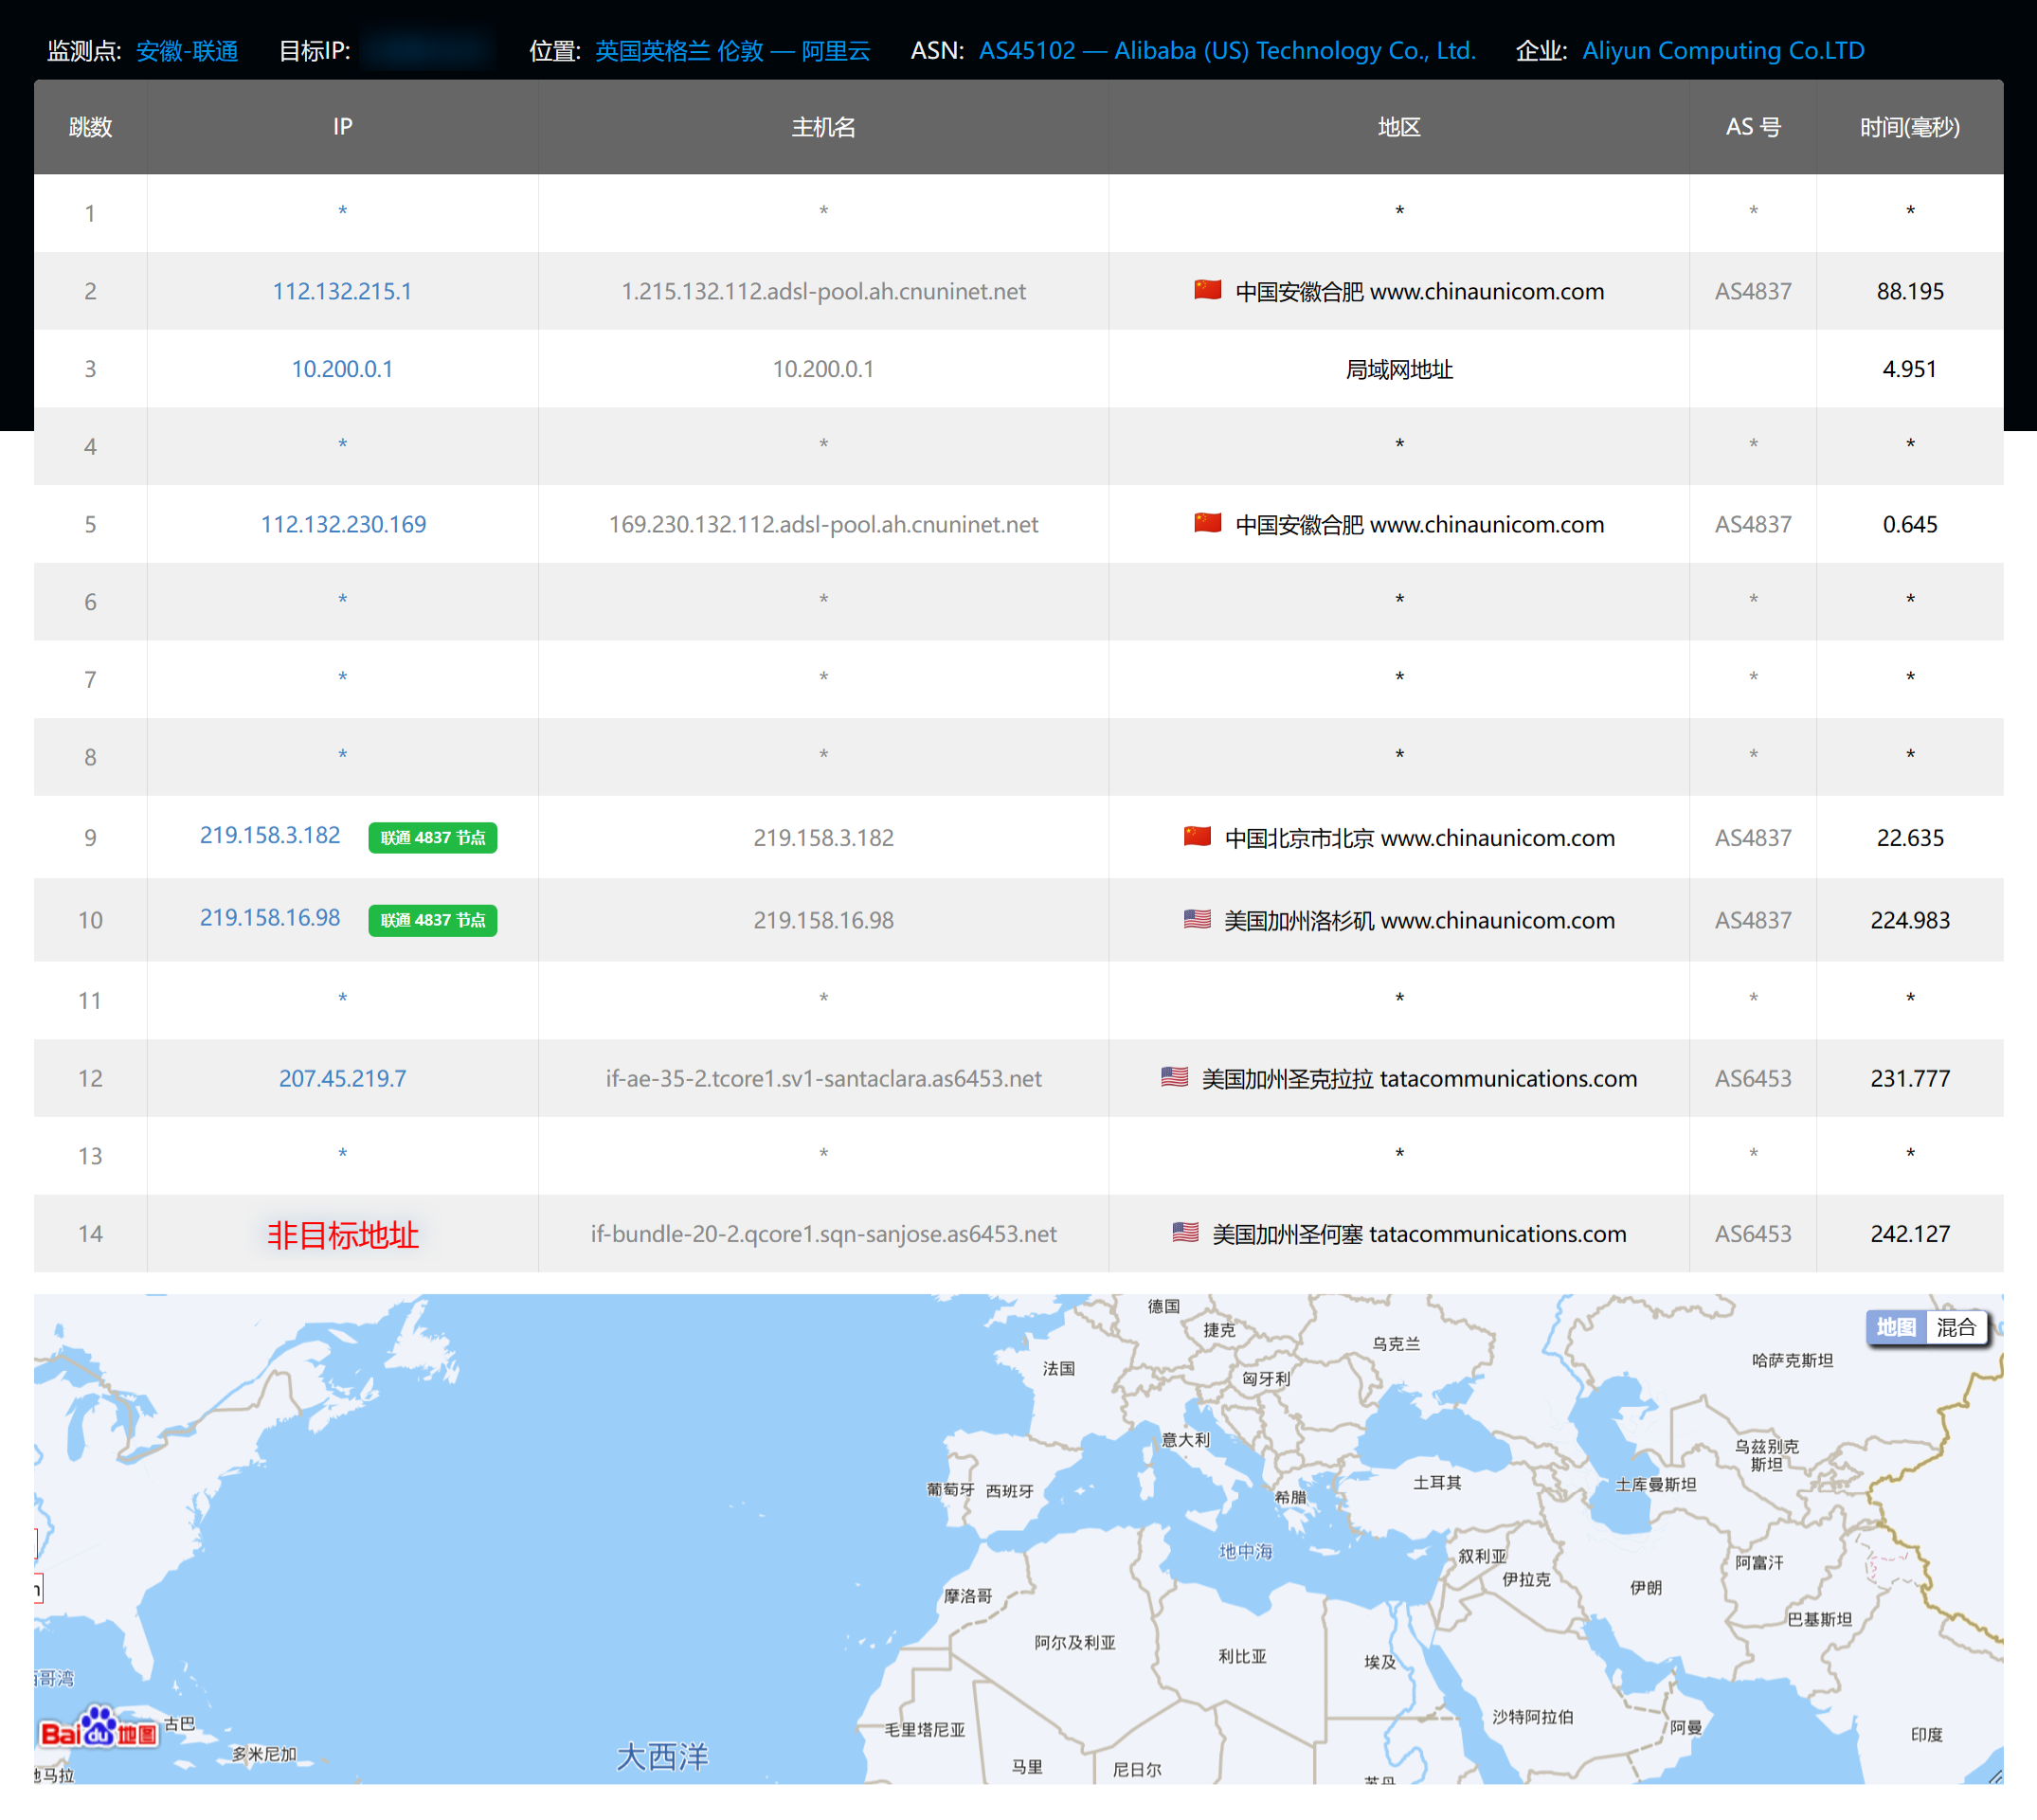 监测点: 安徽-联通 目标IP: 位置: 英国英格兰 伦敦 — 阿里云 ASN: AS45102 — Alibaba (US) Technology Co., Ltd. 企业: Aliyun Computing Co.LTD
跳数 IP 主机名 地区 AS 号 时间(毫秒)
1 * * * * *
2 112.132.215.1 1.215.132.112.adsl-pool.ah.cnuninet.net 中国安徽合肥 www.chinaunicom.com AS4837 88.195
3 10.200.0.1 10.200.0.1 局域网地址 4.951
4 * * * * *
5 112.132.230.169 169.230.132.112.adsl-pool.ah.cnuninet.net 中国安徽合肥 www.chinaunicom.com AS4837 0.645
6 * * * * *
7 * * * * *
8 * * * * *
9 219.158.3.182 联通 4837 节点 219.158.3.182 中国北京市北京 www.chinaunicom.com AS4837 22.635
10 219.158.16.98 联通 4837 节点 219.158.16.98 美国加州洛杉矶 www.chinaunicom.com AS4837 224.983
11 * * * * *
12 207.45.219.7 if-ae-35-2.tcore1.sv1-santaclara.as6453.net 美国加州圣克拉拉 tatacommunications.com AS6453 231.777
13 * * * * *
14 非目标地址 if-bundle-20-2.qcore1.sqn-sanjose.as6453.net 美国加州圣何塞 tatacommunications.com AS6453 242.127
德国
地图 混合
捷克
乌克兰
哈萨克斯坦
法国
匈牙利
意大利
乌兹别克
斯坦
土耳其
土库曼斯坦
葡萄牙 西班牙
希腊
地中海
叙利亚
阿富汗
伊拉克
伊朗
摩洛哥
巴基斯坦
阿尔及利亚
利比亚
埃及
哥湾
沙特阿拉伯
古巴
阿曼
毛里塔尼亚
印度
Bai du 地图
多米尼加
大西洋
马里
尼日尔
马拉